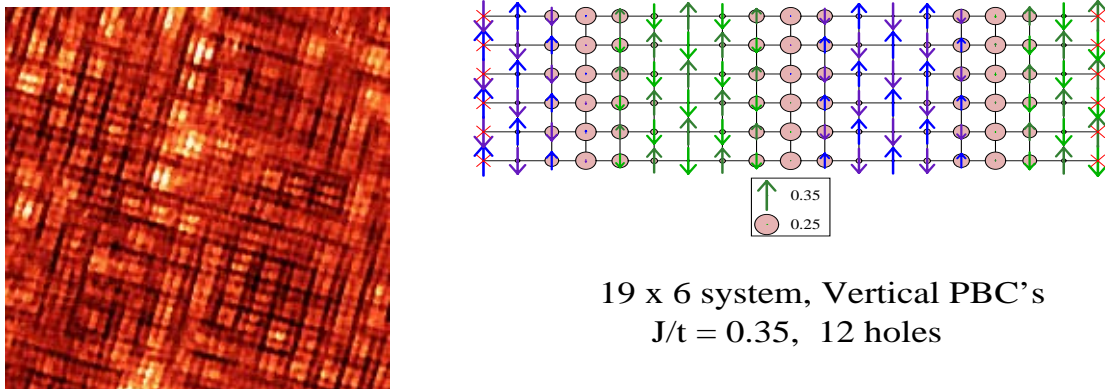 0.35
0.25
19 x 6 system, Vertical PBC's
J/t = 0.35, 12 holes